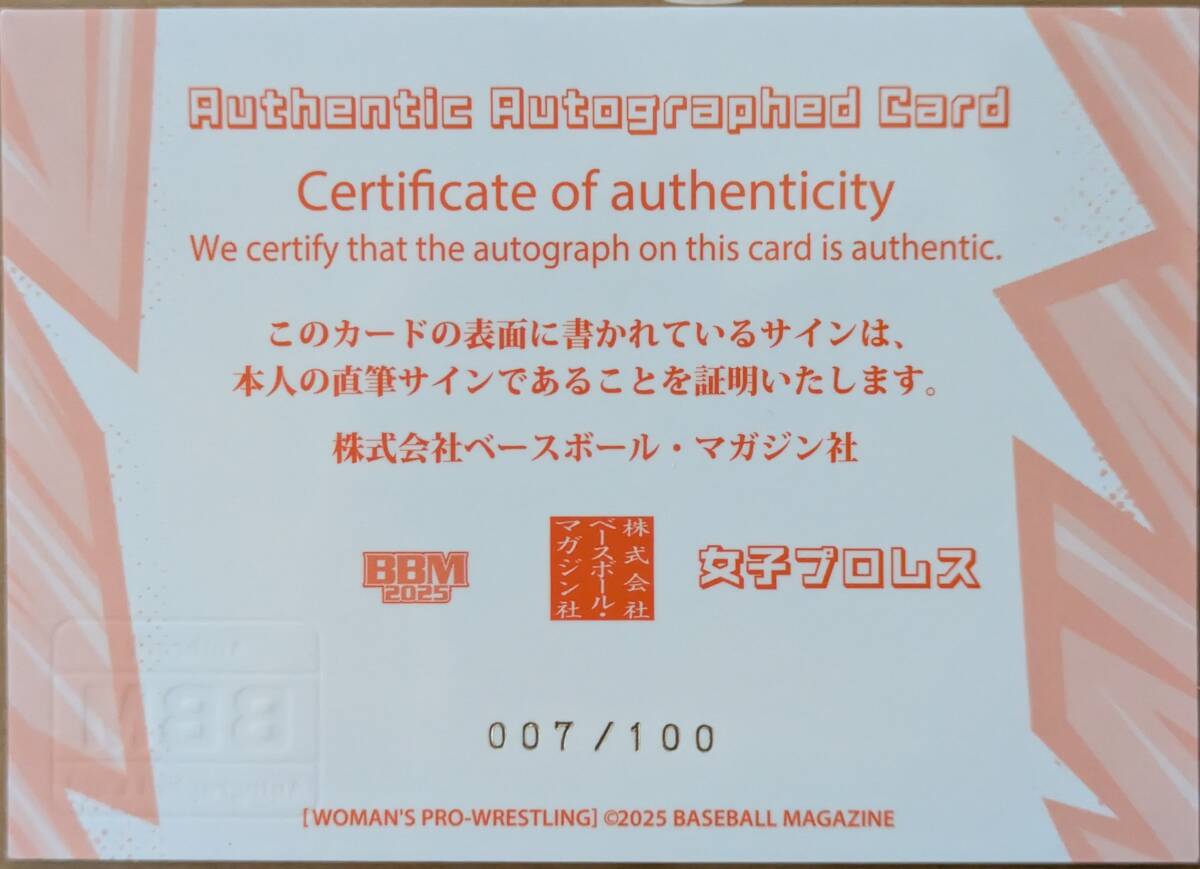 Authentic Autographed Card
Certificate of authenticity
We certify that the autograph on this card is authentic.
このカードの表面に書かれているサインは、
本人の直筆サインであることを証明いたします。
株式会社ベースボール・マガジン社
BBM
2025
株式会社
ベースボール・
マガジン社
女子プロレス
BBM
007/100
[WOMAN'S PRO-WRESTLING] ©2025 BASEBALL MAGAZINE